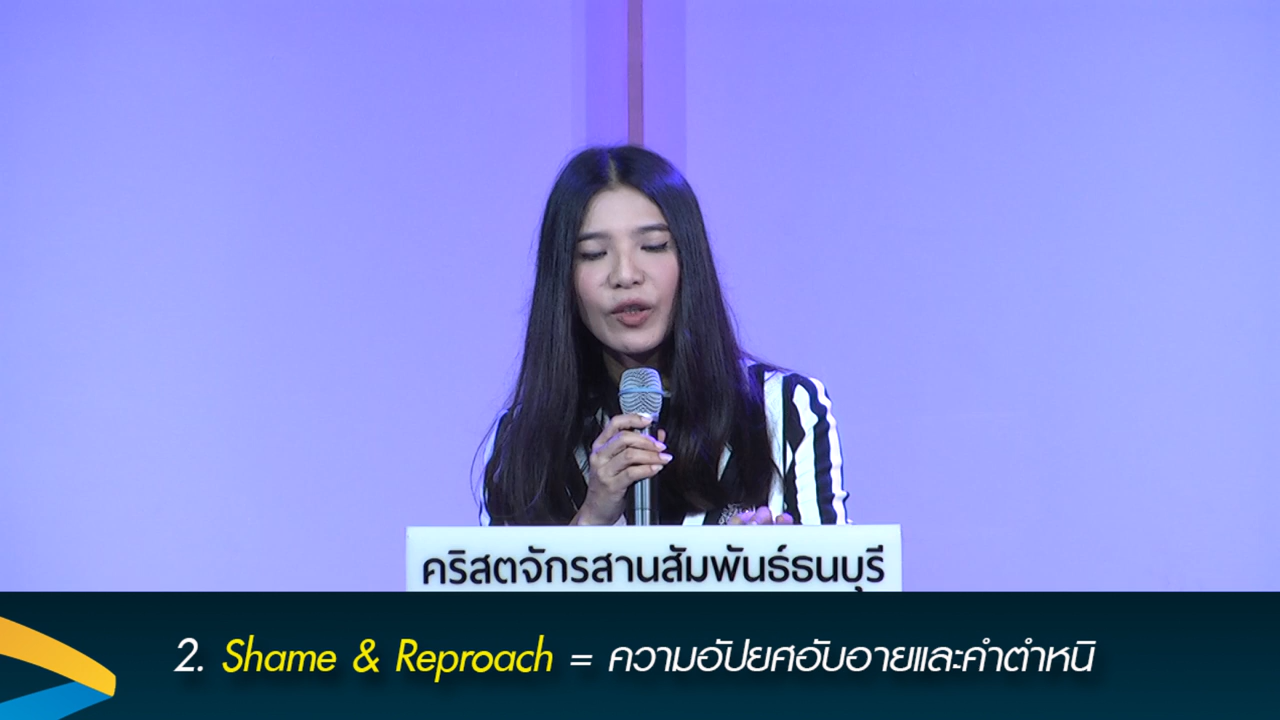 คริสตจักรสานสัมพันธ์ธนบุรี
2. Shame & Reproach = ความอัปยศอับอายและคำตำหนิ